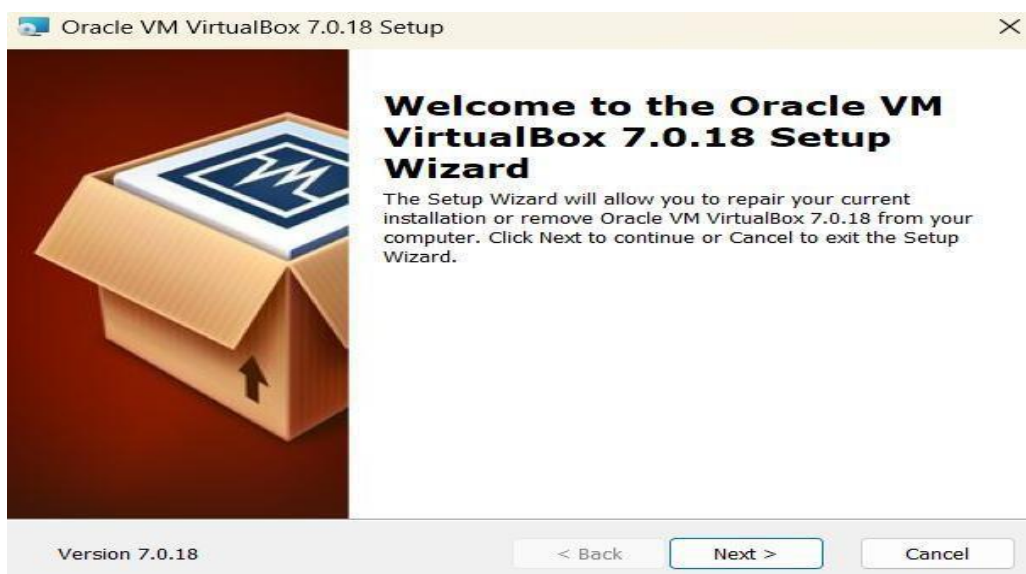 Oracle VM VirtualBox 7.0.18 Setup
Welcome to the Oracle VM
VirtualBox 7.0.18 Setup
Wizard
The Setup Wizard will allow you to repair your current
installation or remove Oracle VM VirtualBox 7.0.18 from your
computer. Click Next to continue or Cancel to exit the Setup
Wizard.
Version 7.0.18
< Back
Next >
Cancel